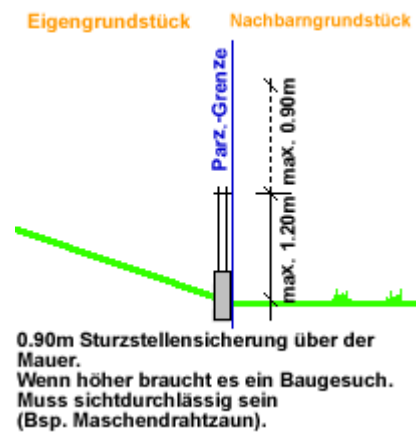 Eigengrundstück
Nachbarngrundstück
Parz.-Grenze
max. 0.90m
max. 1.20m
0.90m Sturzstellensicherung über der
Mauer.
Wenn höher braucht es ein Baugesuch.
Muss sichtdurchlässig sein
(Bsp. Maschendrahtzaun).